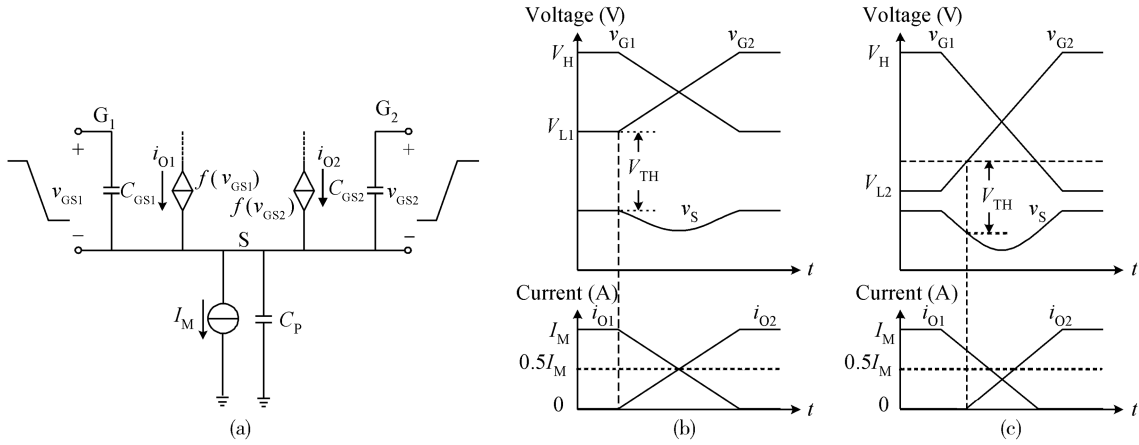 G1
G2
+
+
iO1
iO2
vGS1
CGS1
f(vGS1)
f(vGS2)
CGS2
vGS2
−
−
S
IM
CP
(a)
Voltage (V)
vG1
vG2
VH
VL1
VTH
vS
t
Current (A)
iO1
iO2
IM
0.5IM
0
t
(b)
Voltage (V)
vG1
vG2
VH
VL2
VTH
vS
t
Current (A)
iO1
iO2
IM
0.5IM
0
t
(c)